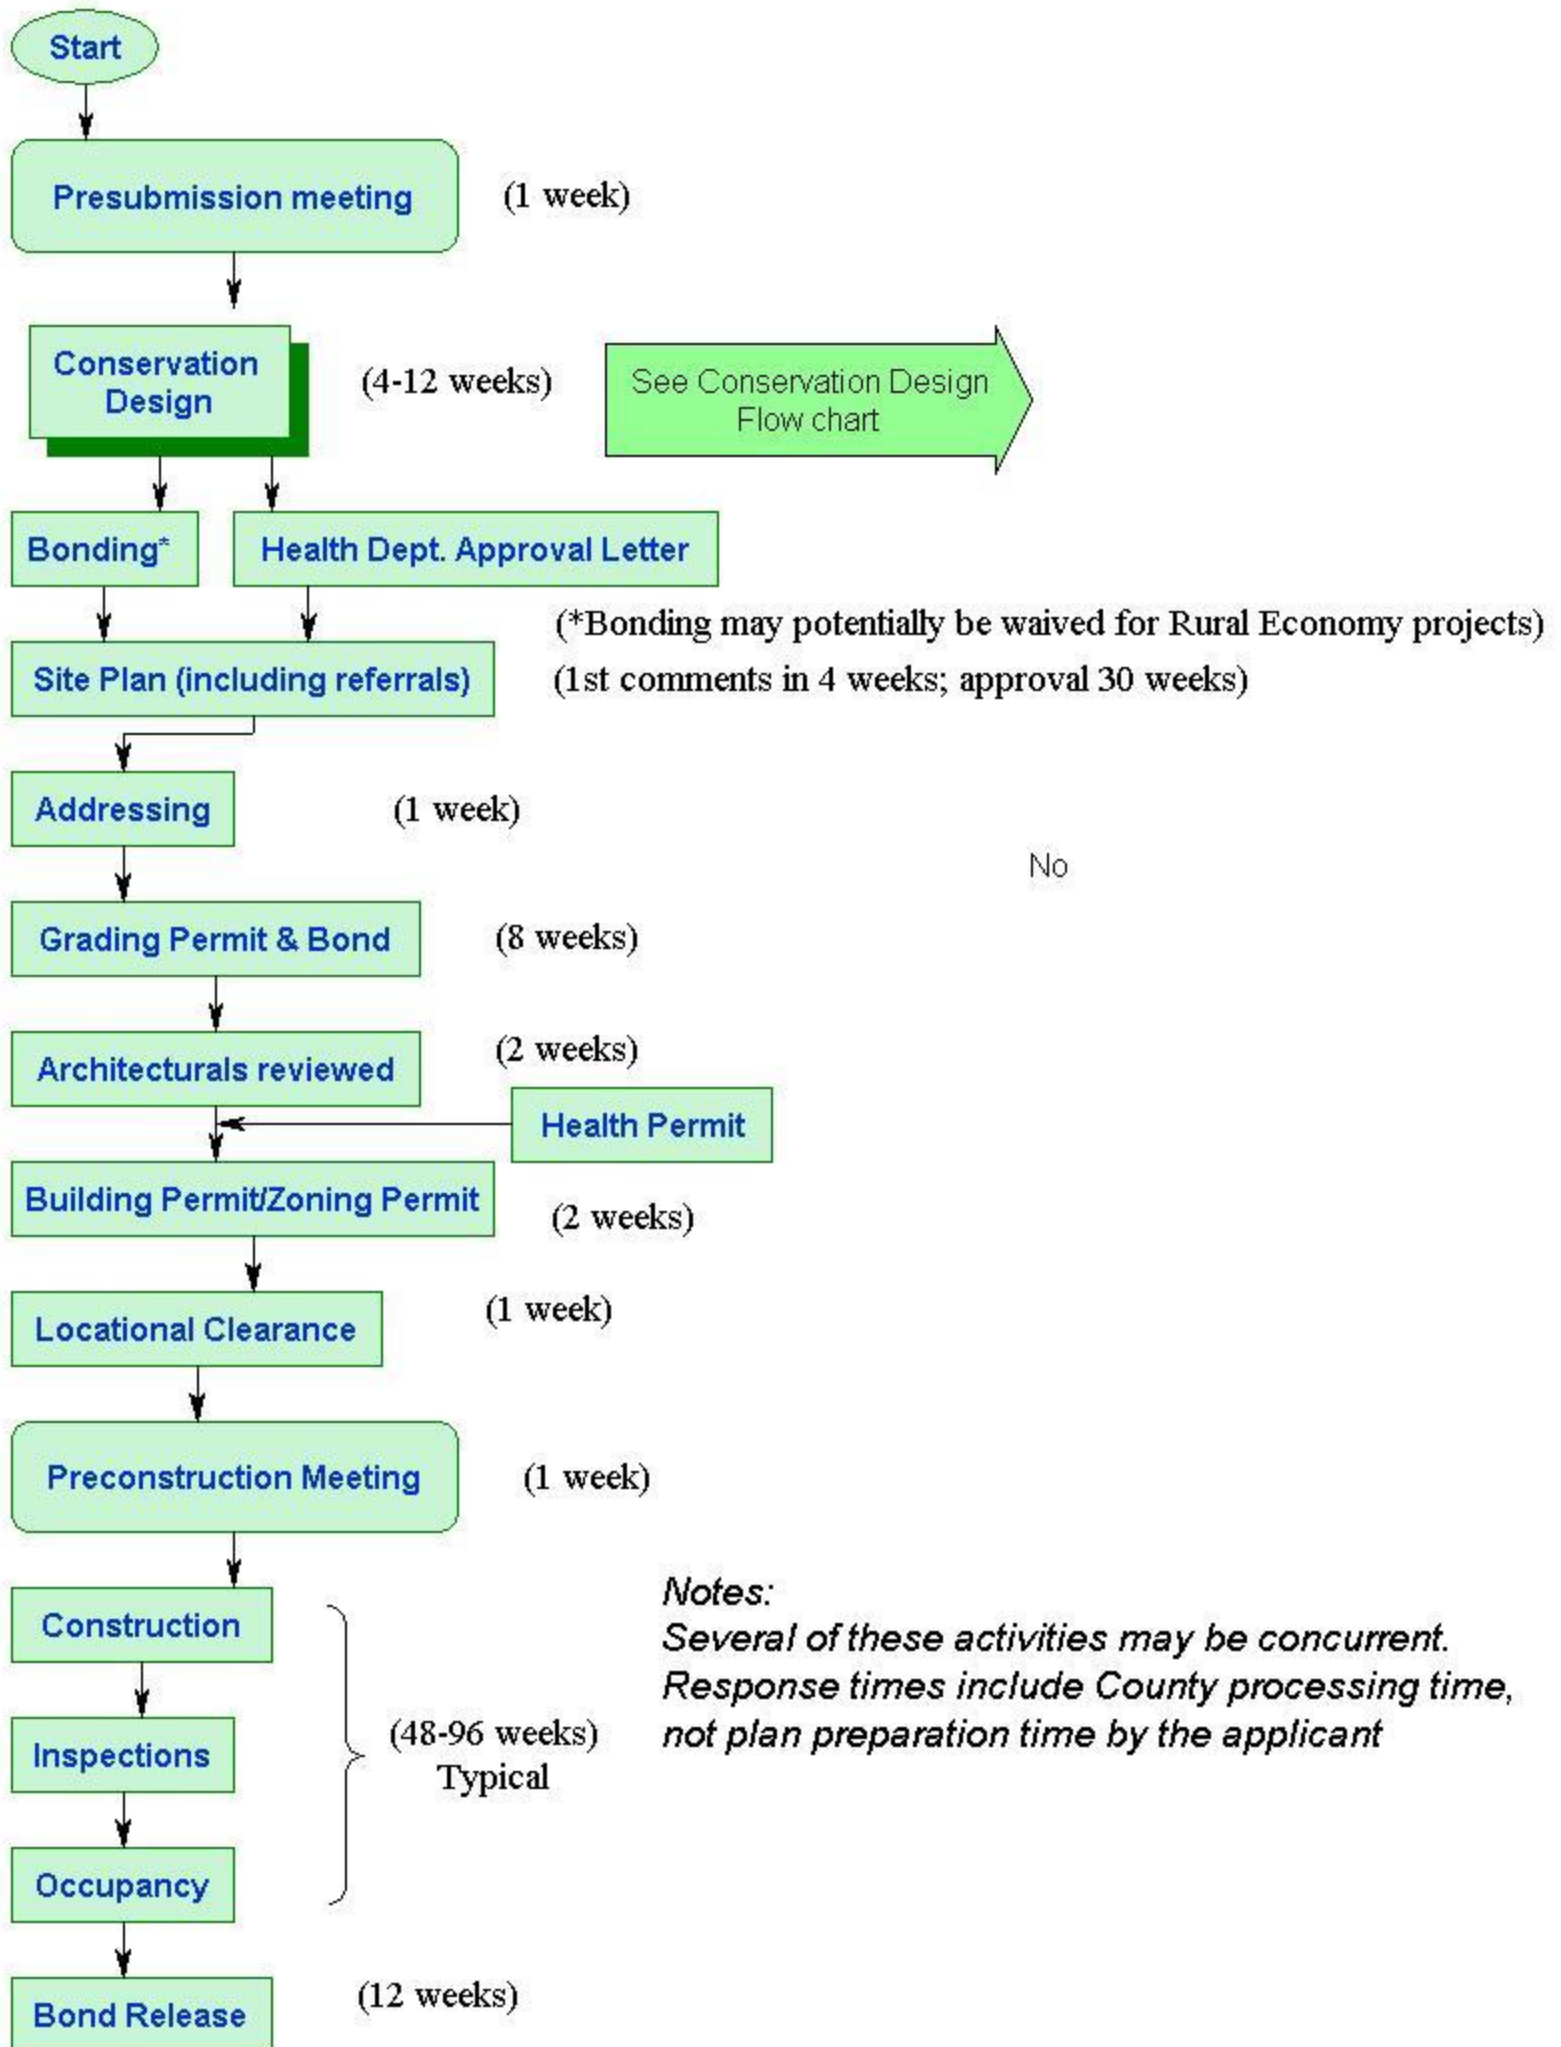 Start
Presubmission meeting
(1 week)
Conservation
Design
(4-12 weeks)
See Conservation Design
Flow chart
Bonding*
Health Dept. Approval Letter
(*Bonding may potentially be waived for Rural Economy projects)
Site Plan (including referrals)
(1st comments in 4 weeks; approval 30 weeks)
Addressing
(1 week)
No
Grading Permit & Bond
(8 weeks)
Architecturals reviewed
(2 weeks)
Health Permit
Building Permit/Zoning Permit
(2 weeks)
Locational Clearance
(1 week)
Preconstruction Meeting
(1 week)
Construction
Inspections
Occupancy
(48-96 weeks)
Typical
Notes:
Several of these activities may be concurrent.
Response times include County processing time,
not plan preparation time by the applicant
Bond Release
(12 weeks)